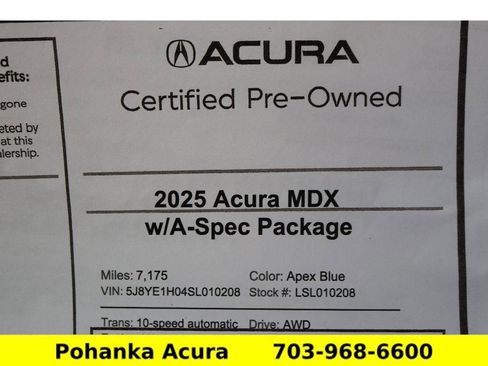 d
efits:
gone
eted by
at this
lership.
ACURA
Certified Pre-Owned
2025 Acura MDX
w/A-Spec Package
Miles: 7,175 Color: Apex Blue
VIN: 5J8YE1H04SL010208 Stock #: LSL010208
Trans: 10-speed automatic Drive: AWD
Pohanka Acura 703-968-6600